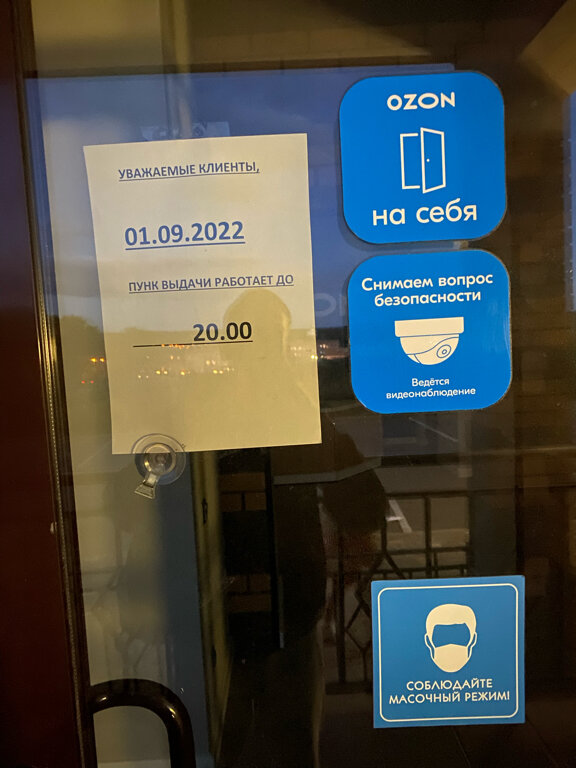 УВАЖАЕМЫЕ КЛИЕНТЫ,
01.09.2022
ПУНК ВЫДАЧИ РАБОТАЕТ ДО
20.00
OZON
на себя
Снимаем вопрос
безопасности
Ведётся
видеонаблюдение
СОБЛЮДАЙТЕ
МАСОЧНЫЙ РЕЖИМ!